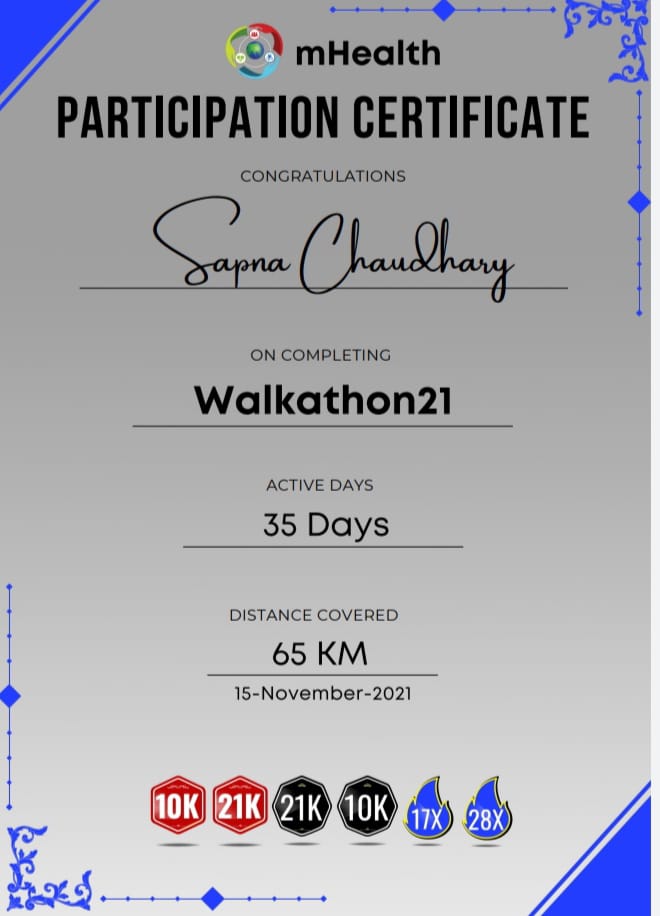 mHealth
PARTICIPATION CERTIFICATE
CONGRATULATIONS
Sapna Chaudhary
ON COMPLETING
Walkathon21
ACTIVE DAYS
35 Days
DISTANCE COVERED
65 KM
15-November-2021
10K 21K 21K 10K 17X 28X